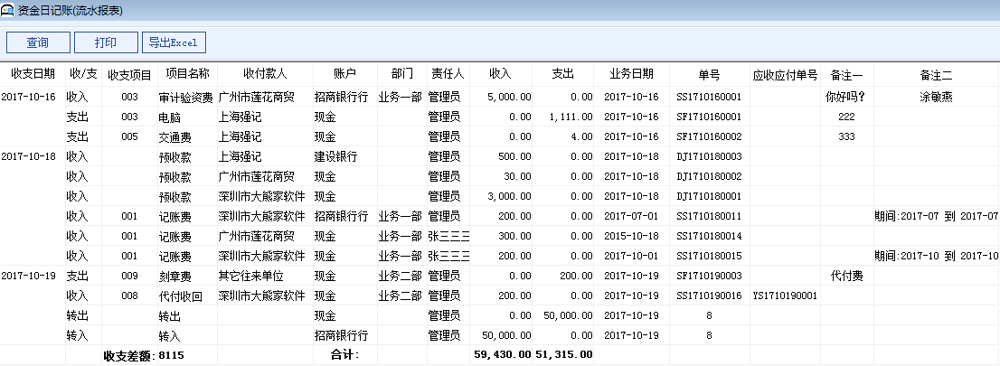 资金日记账(流水报表)
查询 打印 导出Excel
收支日期 收/支 收支项目 项目名称 收付款人 账户 部门 责任人 收入 支出 业务日期 单号 应收应付单号 备注一 备注二
2017-10-16 收入 003 审计验资费 广州市莲花商贸 招商银行行 业务一部 管理员 5,000.00 0.00 2017-10-16 SS1710160001 你好吗? 涂敏燕
支出 003 电脑 上海强记 现金 管理员 0.00 1,111.00 2017-10-16 SF1710160001 222
支出 005 交通费 上海强记 现金 管理员 0.00 4.00 2017-10-16 SF1710160002 333
2017-10-18 收入 预收款 上海强记 建设银行 管理员 500.00 0.00 2017-10-18 DJ1710180003
收入 预收款 广州市莲花商贸 现金 管理员 30.00 0.00 2017-10-18 DJ1710180002
收入 预收款 深圳市大熊家软件 现金 管理员 3,000.00 0.00 2017-10-18 DJ1710180001
收入 001 记账费 深圳市大熊家软件 招商银行行 业务一部 管理员 200.00 0.00 2017-07-01 SS1710180011 期间:2017-07 到 2017-07
收入 001 记账费 广州市莲花商贸 现金 业务一部 张三三三 300.00 0.00 2015-10-18 SS1710180014
收入 001 记账费 深圳市大熊家软件 现金 业务一部 张三三三 200.00 0.00 2017-10-01 SS1710180015 期间:2017-10 到 2017-10
2017-10-19 支出 009 刻章费 其它往来单位 现金 业务二部 管理员 0.00 200.00 2017-10-19 SF1710190003 代付费
收入 008 代付收回 深圳市大熊家软件 现金 业务二部 管理员 200.00 0.00 2017-10-19 SS1710190016 YS1710190001
转出 转出 现金 管理员 0.00 50,000.00 2017-10-19 8
转入 转入 招商银行行 管理员 50,000.00 0.00 2017-10-19 8
收支差额: 8115 合计: 59,430.00 51,315.00